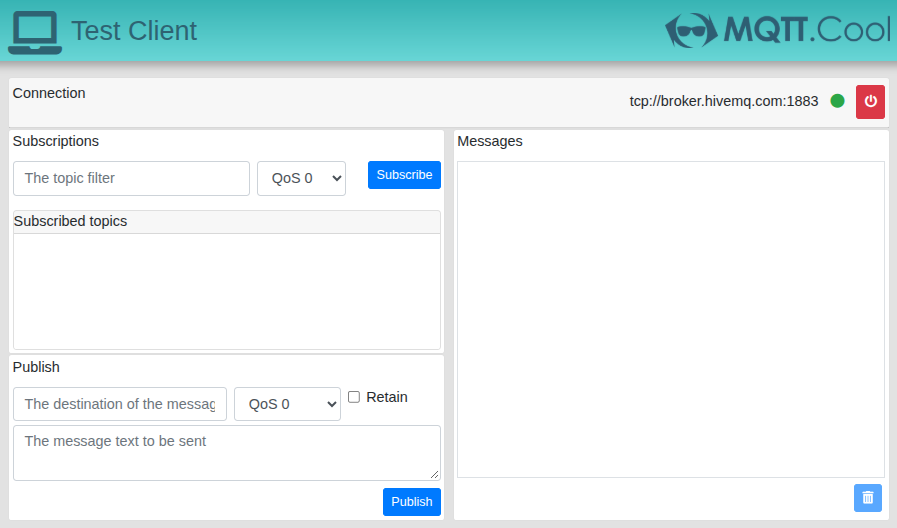 Test Client
MQTT.Cool
Connection
tcp://broker.hivemq.com:1883
Subscriptions
The topic filter
QoS 0
Subscribe
Subscribed topics
Publish
The destination of the messag
QoS 0
Retain
The message text to be sent
Publish
Messages